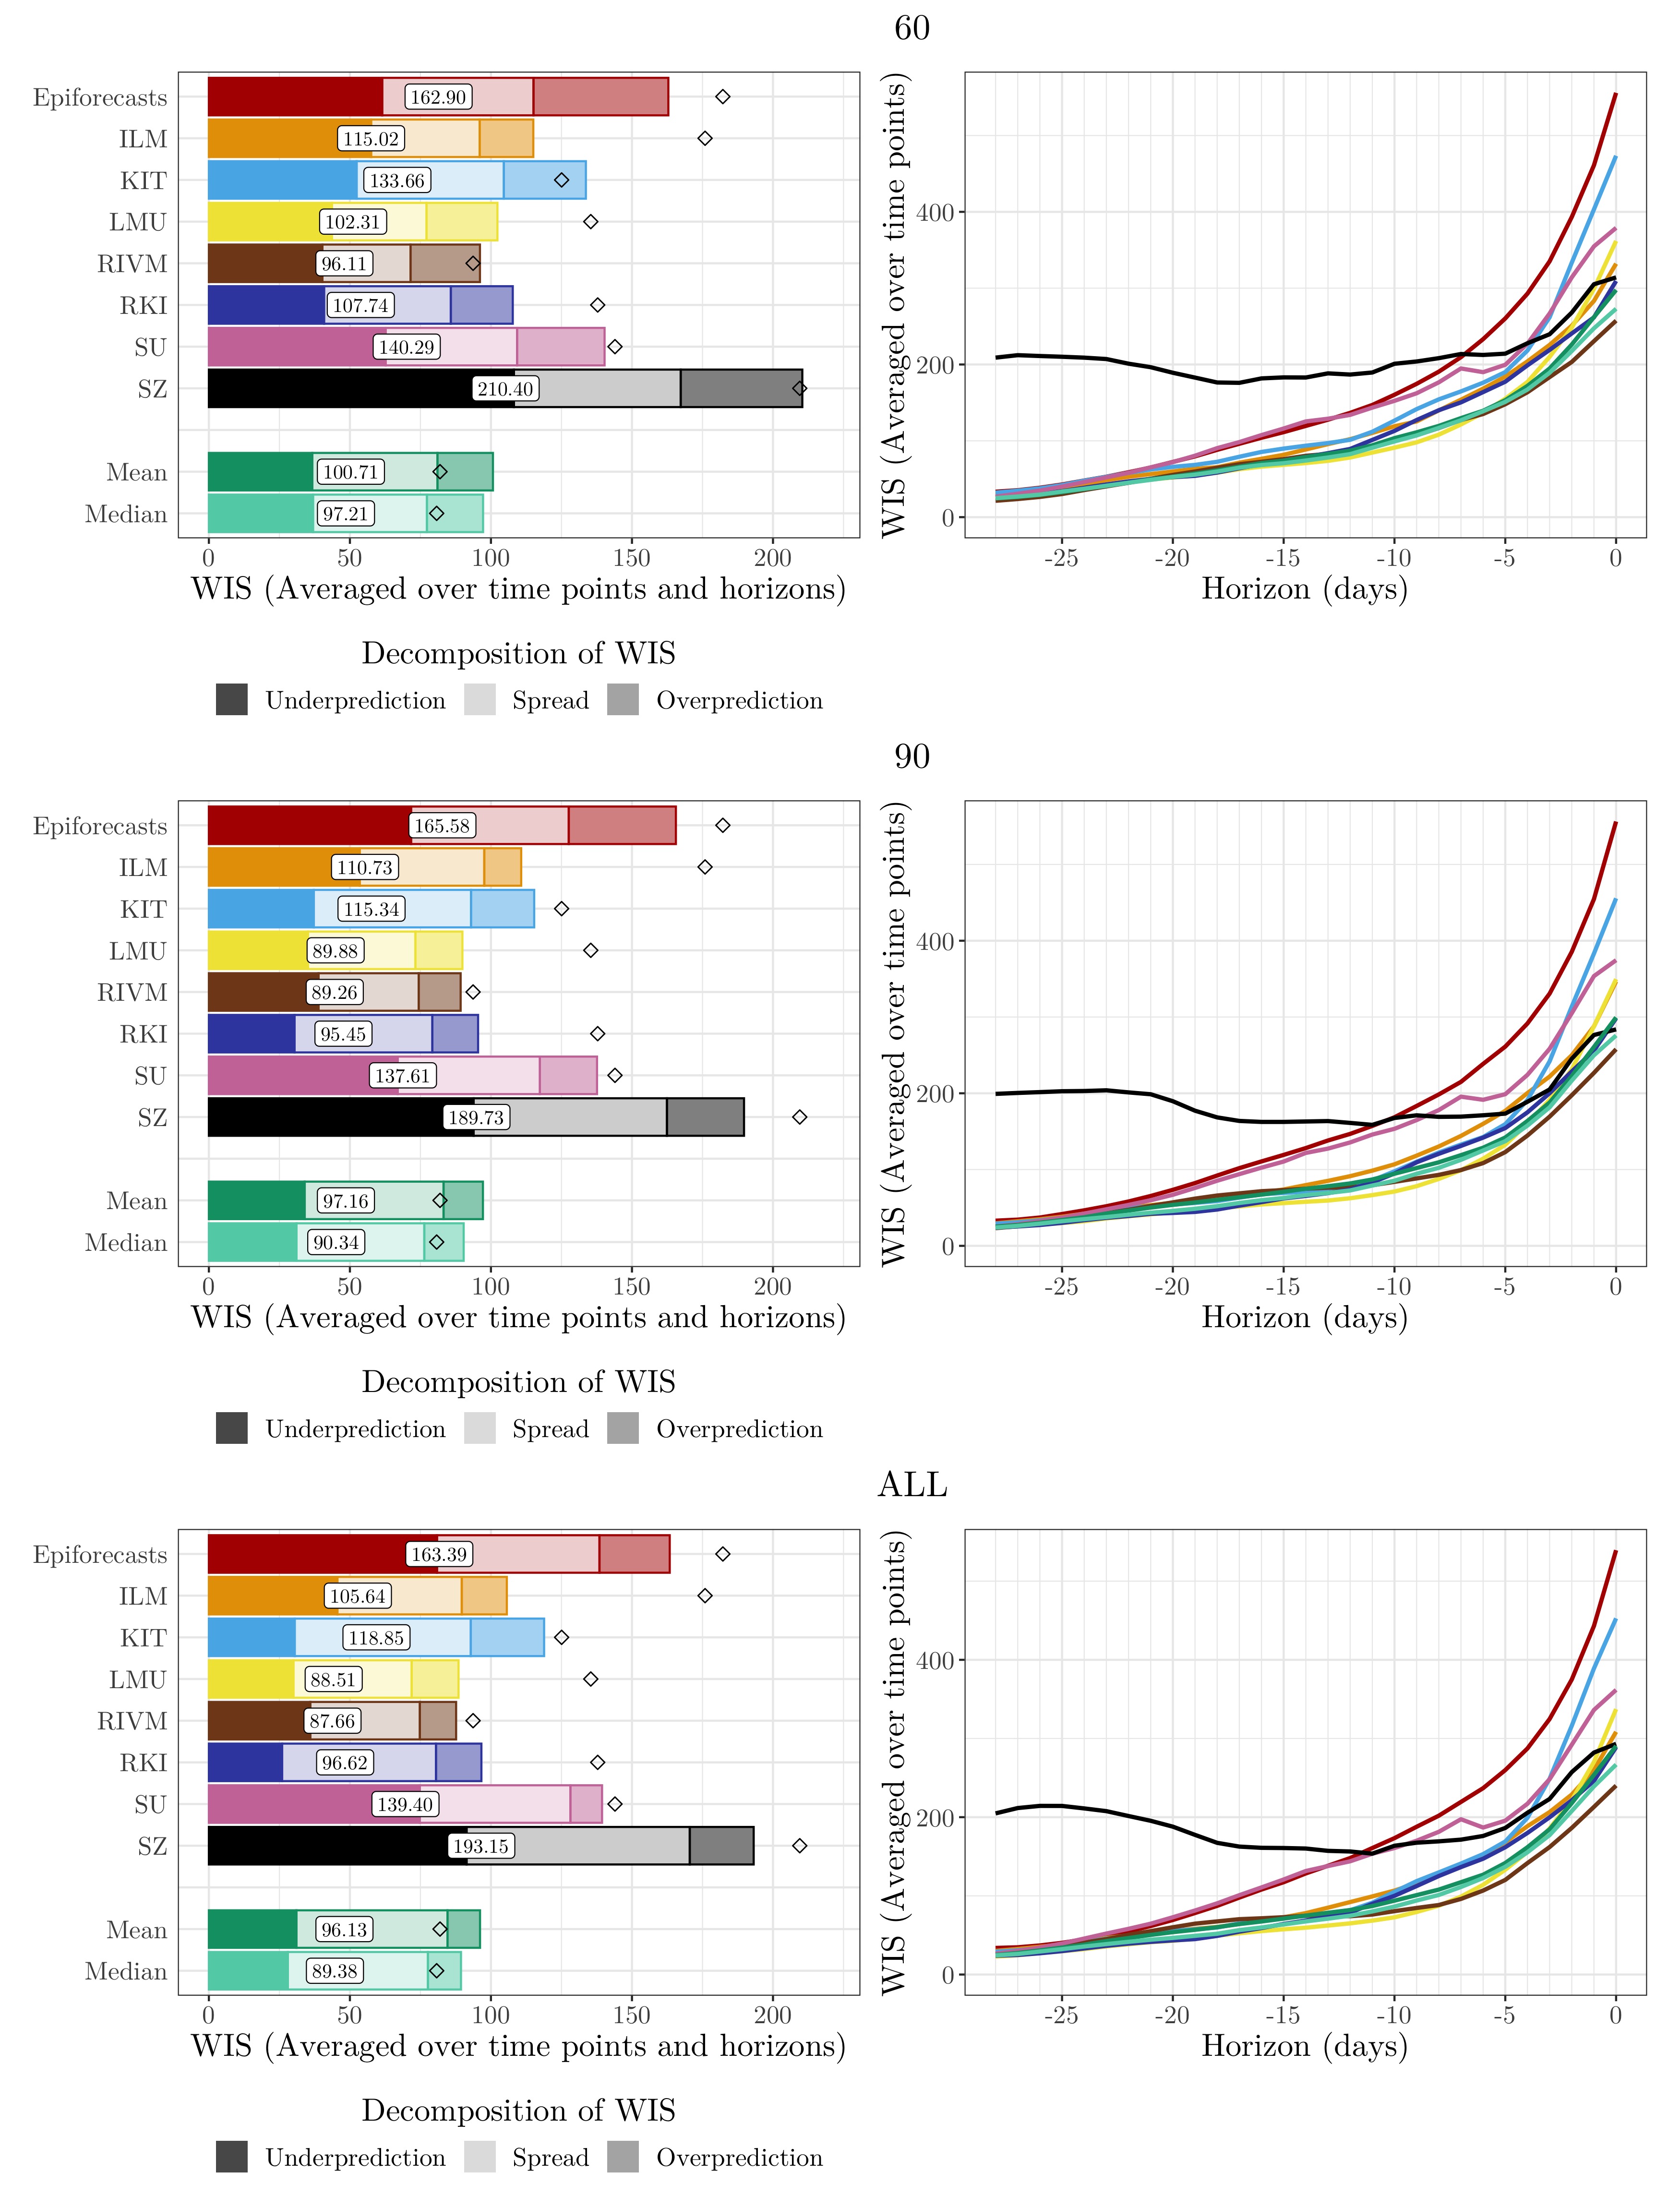 60
Epiforecasts 162.90
ILM 115.02
KIT 133.66
LMU 102.31
RIVM 96.11
RKI 107.74
SU 140.29
SZ 210.40
Mean 100.71
Median 97.21
0 50 100 150 200
WIS (Averaged over time points and horizons)
WIS (Averaged over time points)
400
200
0
-25 -20 -15 -10 -5 0
Horizon (days)
Decomposition of WIS
Underprediction Spread Overprediction
90
Epiforecasts 165.58
ILM 110.73
KIT 115.34
LMU 89.88
RIVM 89.26
RKI 95.45
SU 137.61
SZ 189.73
Mean 97.16
Median 90.34
0 50 100 150 200
WIS (Averaged over time points and horizons)
WIS (Averaged over time points)
400
200
0
-25 -20 -15 -10 -5 0
Horizon (days)
Decomposition of WIS
Underprediction Spread Overprediction
ALL
Epiforecasts 163.39
ILM 105.64
KIT 118.85
LMU 88.51
RIVM 87.66
RKI 96.62
SU 139.40
SZ 193.15
Mean 96.13
Median 89.38
0 50 100 150 200
WIS (Averaged over time points and horizons)
WIS (Averaged over time points)
400
200
0
-25 -20 -15 -10 -5 0
Horizon (days)
Decomposition of WIS
Underprediction Spread Overprediction